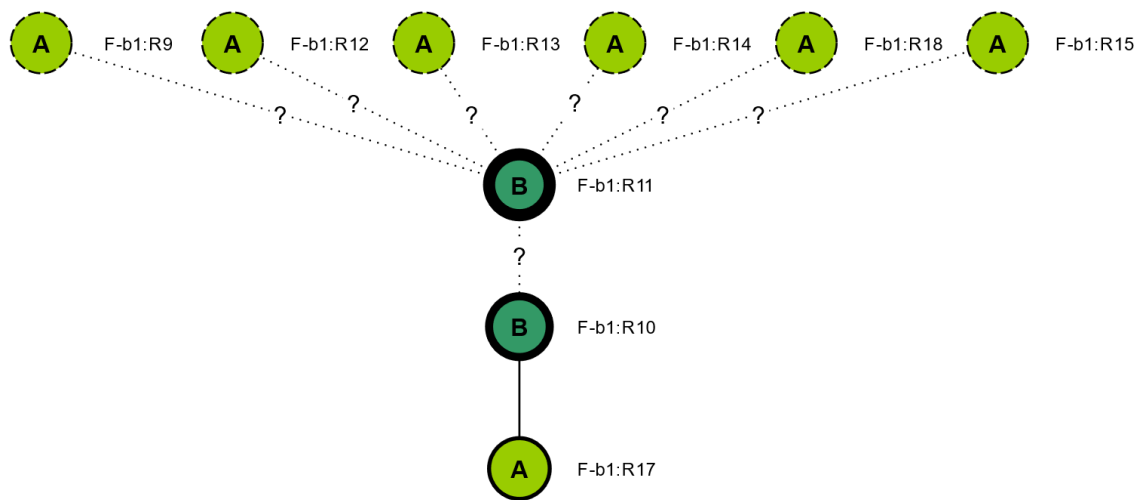 A F-b1:R9 A F-b1:R12 A F-b1:R13 A F-b1:R14 A F-b1:R18 A F-b1:R15
? ? ? ? ? ?
B F-b1:R11
?
B F-b1:R10
A F-b1:R17